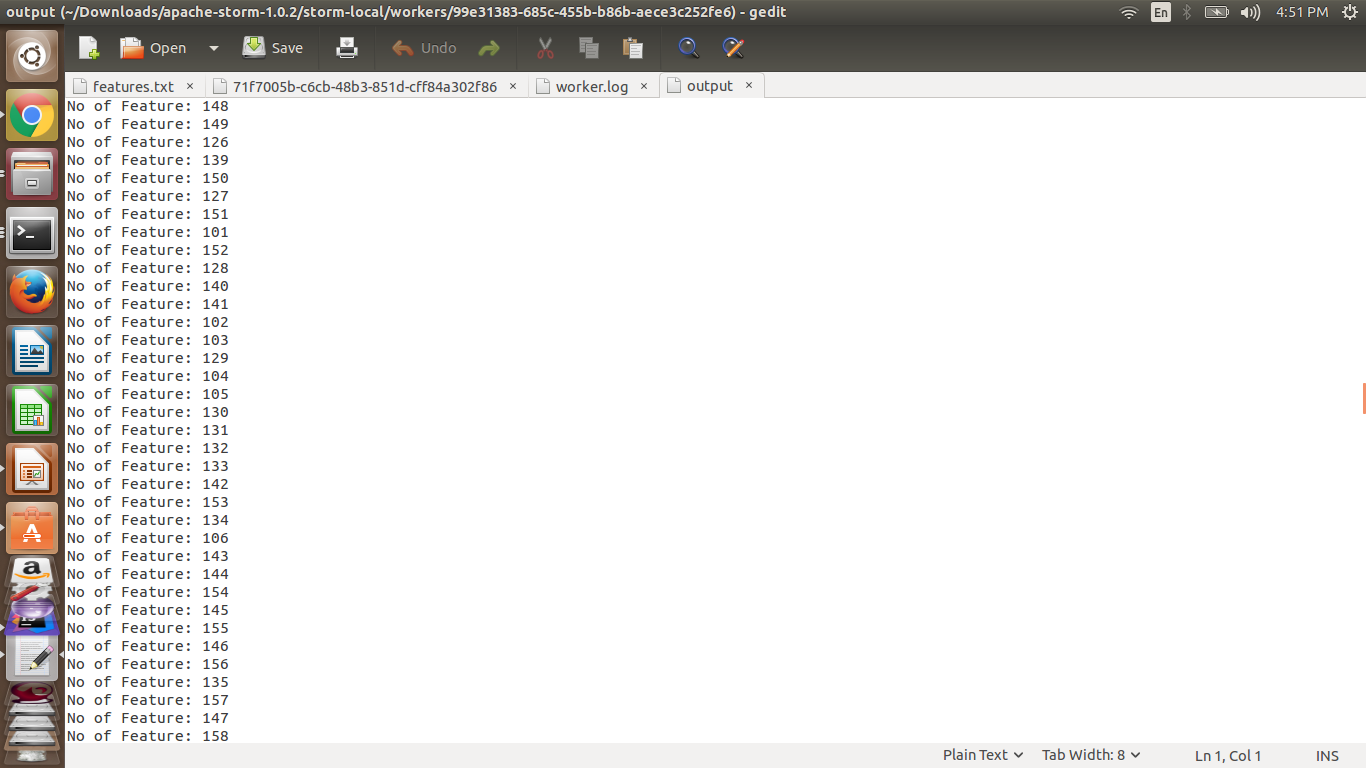 output (~/Downloads/apache-storm-1.0.2/storm-local/workers/99e31383-685c-455b-b86b-aece3c252fe6) - gedit
En
4:51 PM
Open
Save
Undo
features.txt × 71f7005b-c6cb-48b3-851d-cff84a302f86 × worker.log × output ×
No of Feature: 148
No of Feature: 149
No of Feature: 126
No of Feature: 139
No of Feature: 150
No of Feature: 127
No of Feature: 151
No of Feature: 101
No of Feature: 152
No of Feature: 128
No of Feature: 140
No of Feature: 141
No of Feature: 102
No of Feature: 103
No of Feature: 129
No of Feature: 104
No of Feature: 105
No of Feature: 130
No of Feature: 131
No of Feature: 132
No of Feature: 133
No of Feature: 142
No of Feature: 153
No of Feature: 134
No of Feature: 106
No of Feature: 143
No of Feature: 144
No of Feature: 154
No of Feature: 145
No of Feature: 155
No of Feature: 146
No of Feature: 156
No of Feature: 135
No of Feature: 157
No of Feature: 147
No of Feature: 158
Plain Text
Tab Width: 8
Ln 1, Col 1
INS